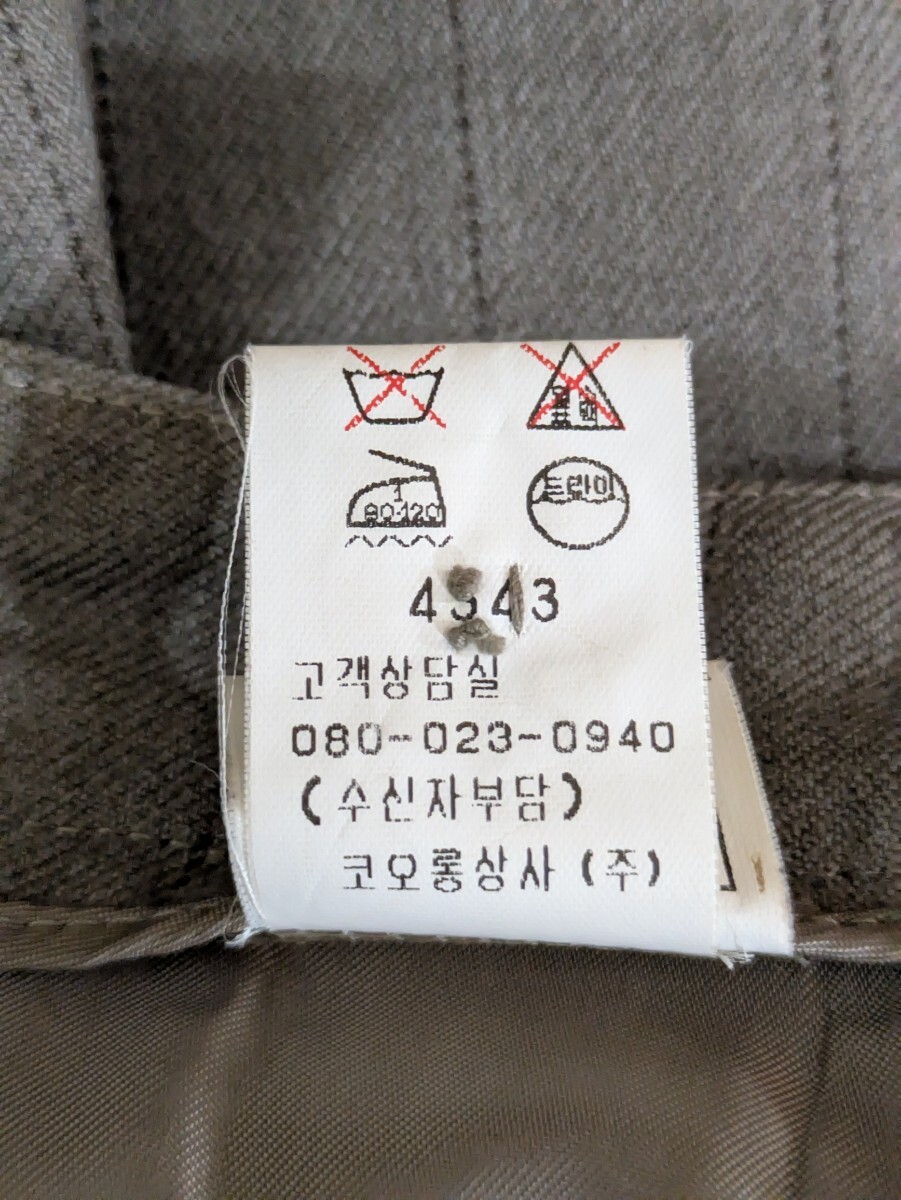 1
80-120
드라이
고객상담실
080-023-0940
(수신자부담)
코오롱상사 (주)